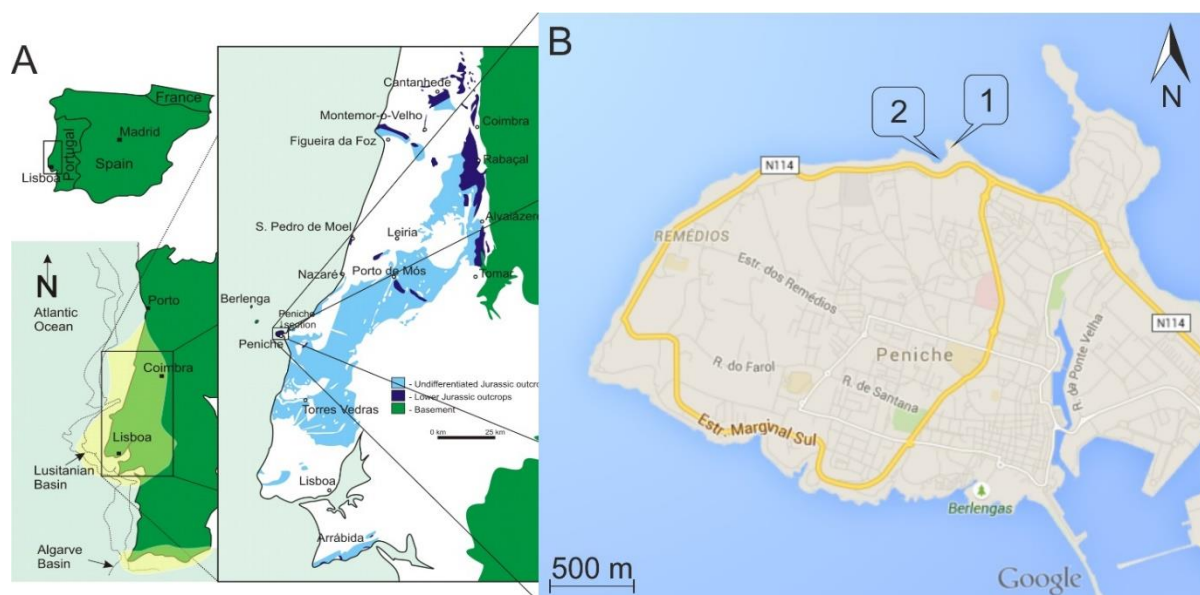 A
France
Madrid
Portugal
Spain
Lisboa
N
Atlantic
Ocean
Porto
Coimbra
Lisboa
Lusitanian
Basin
Algarve
Basin
Cantanhede
Montemor-o-Velho
Coimbra
Figueira da Foz
Rabaçal
Alvaiázere
S. Pedro de Moel
Leiria
Nazaré
Porto de Mós
Tomar
Berlenga
Peniche
section
Peniche
- Undifferentiated Jurassic outcro
- Lower Jurassic outcrops
- Basement
0 km
25 km
Torres Vedras
Lisboa
Arrábida
B
N
2
1
N114
REMÉDIOS
Estr. dos Remédios
N114
Peniche
R. da Ponte Velha
R. do Farol
R. de Santana
Estr. Marginal Sul
Berlengas
500 m
Google